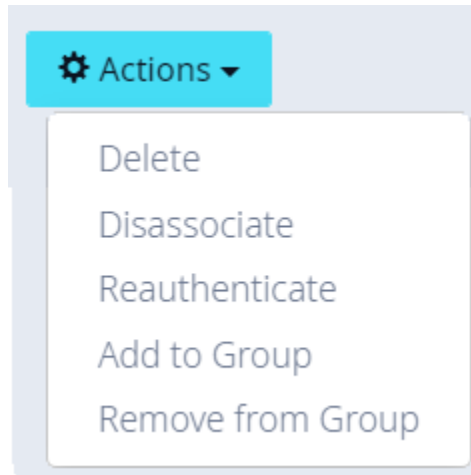 Actions
Delete
Disassociate
Reauthenticate
Add to Group
Remove from Group